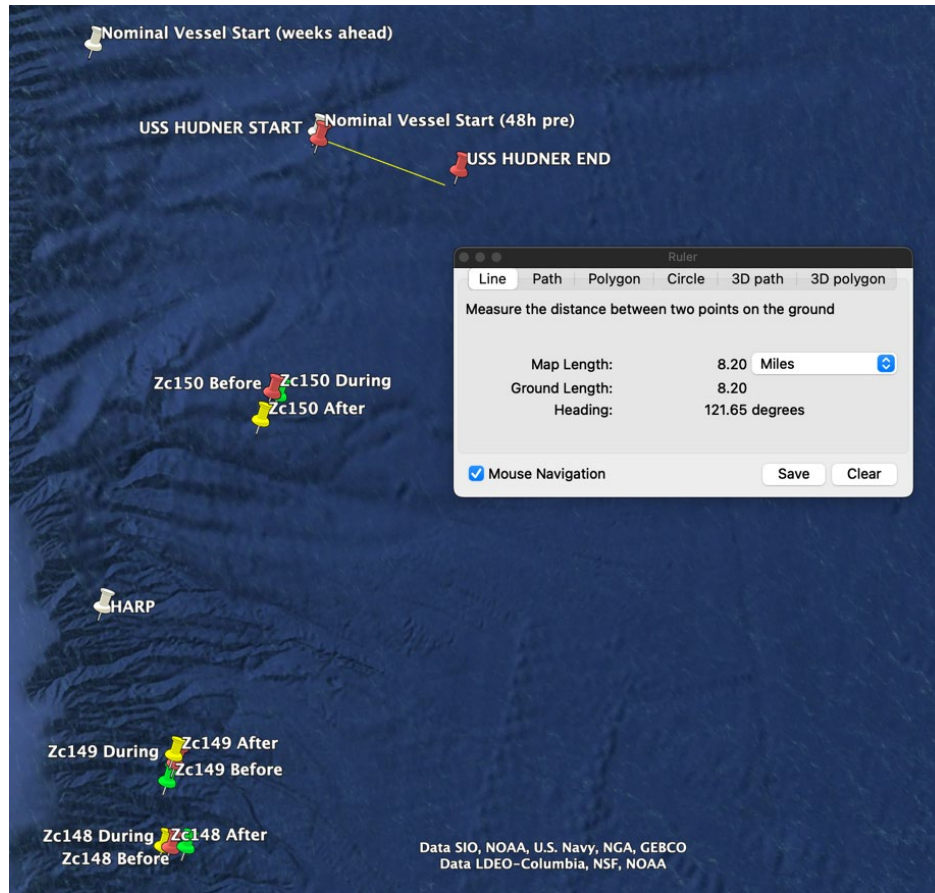 Nominal Vessel Start (weeks ahead)
USS HUDNER START
Nominal Vessel Start (48h pre)
USS HUDNER END
Ruler
Line Path Polygon Circle 3D path 3D polygon
Measure the distance between two points on the ground
Map Length: 8.20 Miles
Ground Length: 8.20
Heading: 121.65 degrees
Mouse Navigation Save Clear
Zc150 Before Zc150 During
Zc150 After
HARP
Zc149 During Zc149 After
Zc149 Before
Zc148 During Zc148 After
Zc148 Before
Data SIO, NOAA, U.S. Navy, NGA, GEBCO
Data LDEO-Columbia, NSF, NOAA